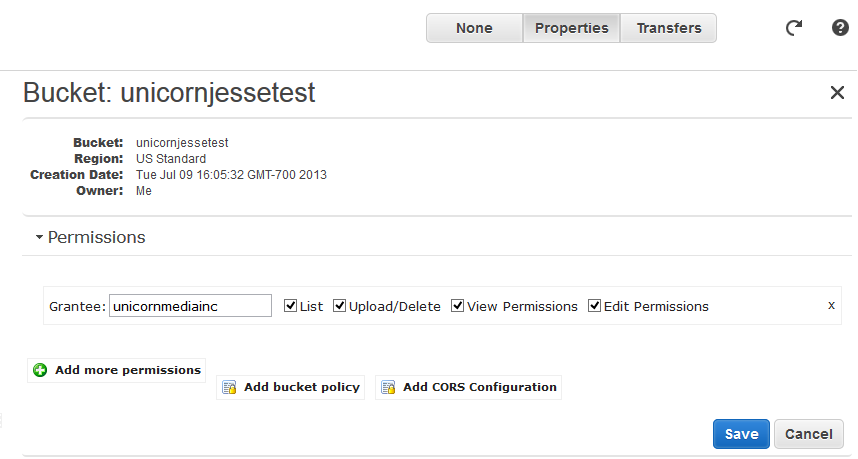 None Properties Transfers
Bucket: unicornjessetest
Bucket: unicornjessetest
Region: US Standard
Creation Date: Tue Jul 09 16:05:32 GMT-700 2013
Owner: Me
Permissions
Grantee: unicornmediainc List Upload/Delete View Permissions Edit Permissions x
Add more permissions
Add bucket policy Add CORS Configuration
Save Cancel